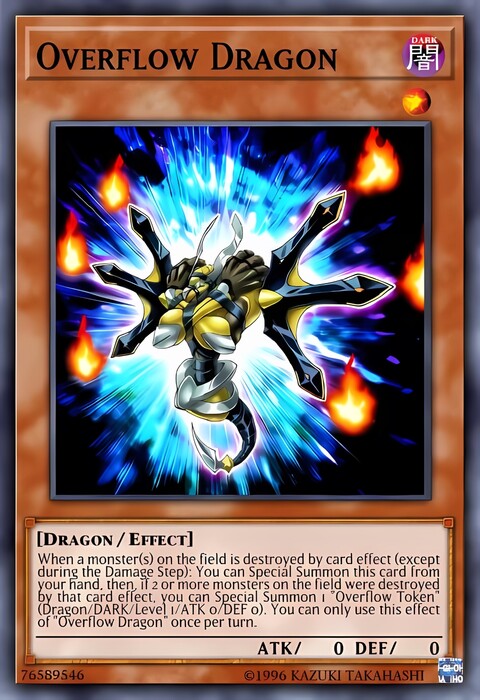 OVERFLOW DRAGON
DARK
闇
[DRAGON / EFFECT]
When a monster(s) on the field is destroyed by card effect (except
during the Damage Step): You can Special Summon this card from
your hand, then, if 2 or more monsters on the field were destroyed
by that card effect, you can Special Summon 1 "Overflow Token"
(Dragon/DARK/Level 1/ATK 0/DEF 0). You can only use this effect
of "Overflow Dragon" once per turn.
ATK/ 0 DEF/ 0
76589546 ©1996 KAZUKI TAKAHASHI